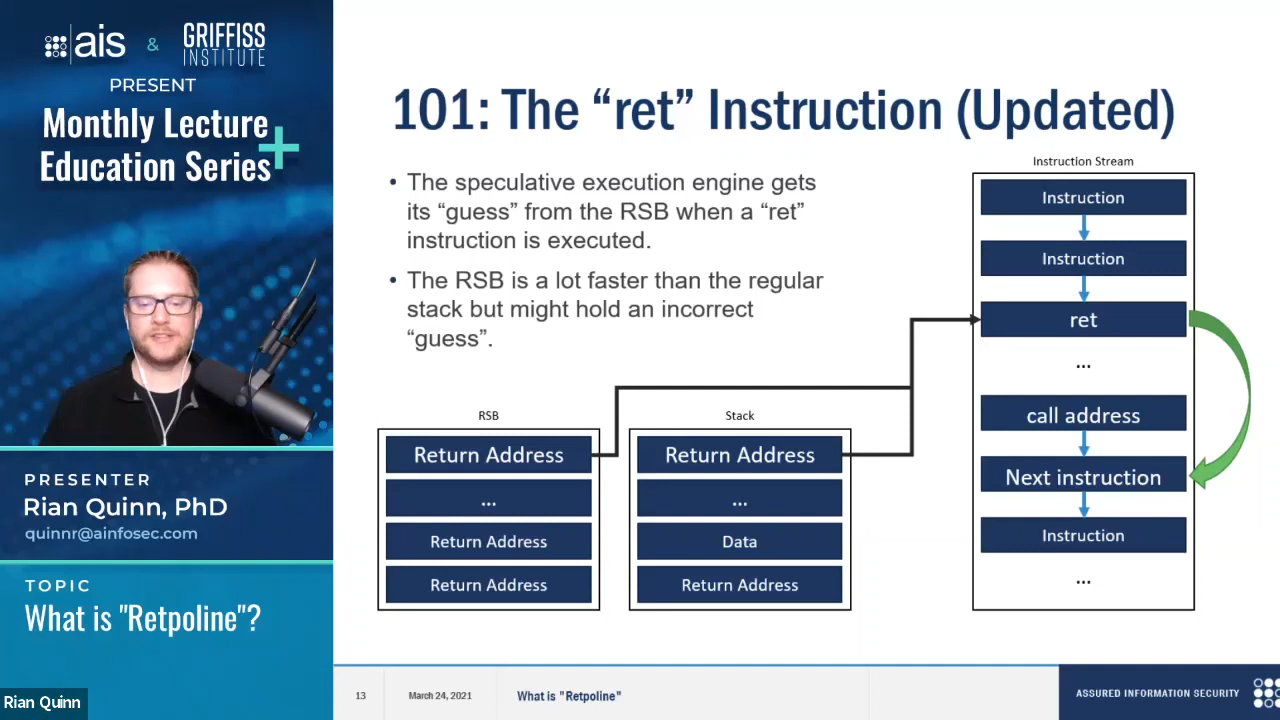 ais & GRIFFISS
INSTITUTE
PRESENT
Monthly Lecture
Education Series+
PRESENTER
Rian Quinn, PhD
quinnr@ainfosec.com
TOPIC
What is "Retpoline"?
Rian Quinn
101: The “ret” Instruction (Updated)
• The speculative execution engine gets
its “guess” from the RSB when a “ret”
instruction is executed.
• The RSB is a lot faster than the regular
stack but might hold an incorrect
“guess”.
RSB
Return Address
...
Return Address
Return Address
Stack
Return Address
...
Data
Return Address
Instruction Stream
Instruction
Instruction
ret
...
call address
Next instruction
Instruction
...
13
March 24, 2021
What is "Retpoline"
ASSURED INFORMATION SECURITY